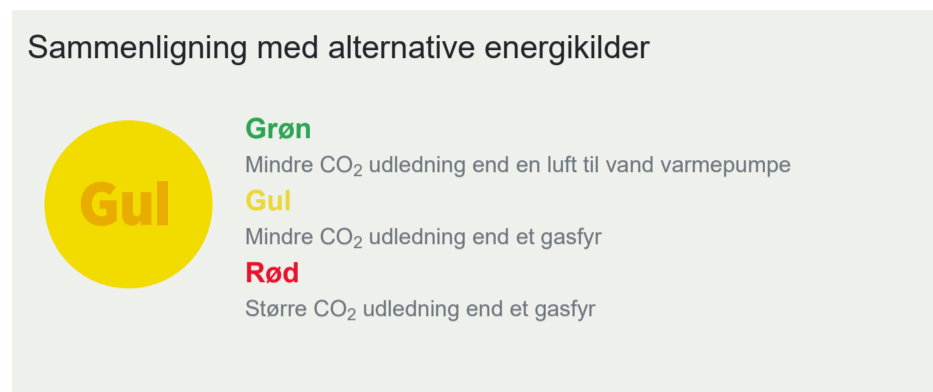 Sammenligning med alternative energikilder
Gul
Grøn
Mindre CO₂ udledning end en luft til vand varmepumpe
Gul
Mindre CO₂ udledning end et gasfyr
Rød
Større CO₂ udledning end et gasfyr